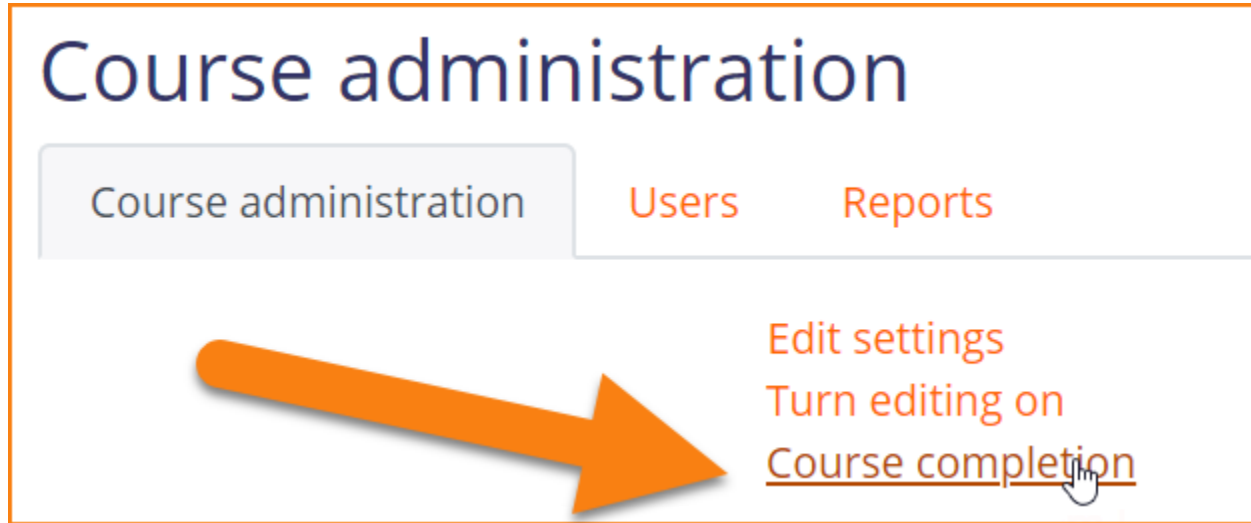 Course administration
Course administration Users Reports
Edit settings
Turn editing on
Course completion